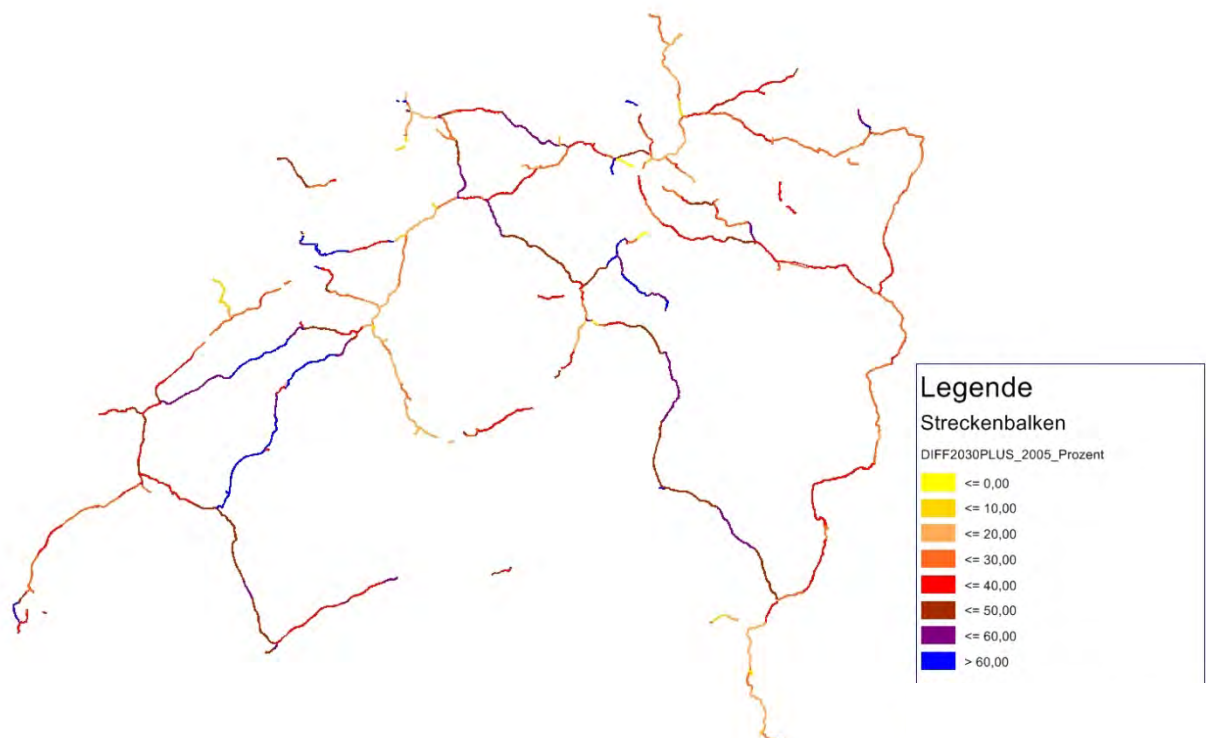 Legende
Streckenbalken
DIFF2030PLUS_2005_Prozent
<= 0,00
<= 10,00
<= 20,00
<= 30,00
<= 40,00
<= 50,00
<= 60,00
> 60,00